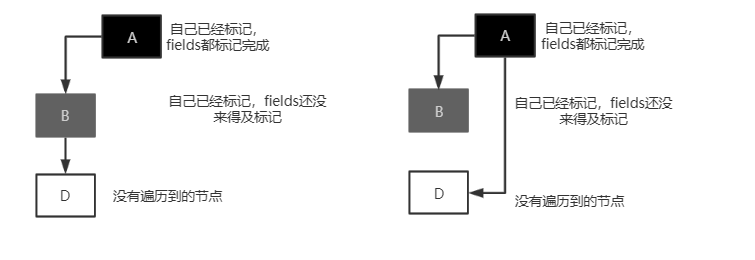 A
自己已经标记，
fields都标记完成
B
自己已经标记，fields还没
来得及标记
D
没有遍历到的节点
A
自己已经标记，
fields都标记完成
B
自己已经标记，fields还没
来得及标记
D
没有遍历到的节点